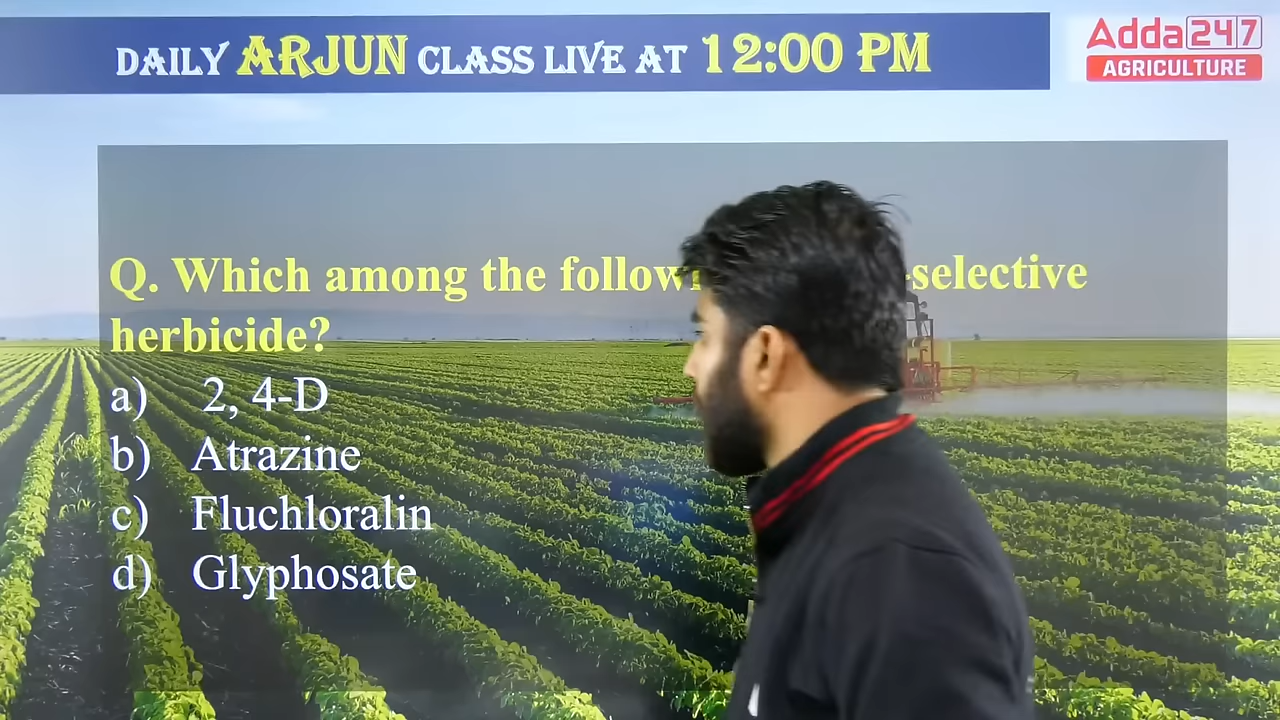 DAILY ARJUN CLASS LIVE AT 12:00 PM
Adda247
AGRICULTURE
Q. Which among the -selective
herbicide?
a) 2, 4-D
b) Atrazine
c) Fluchloralin
d) Glyphosate